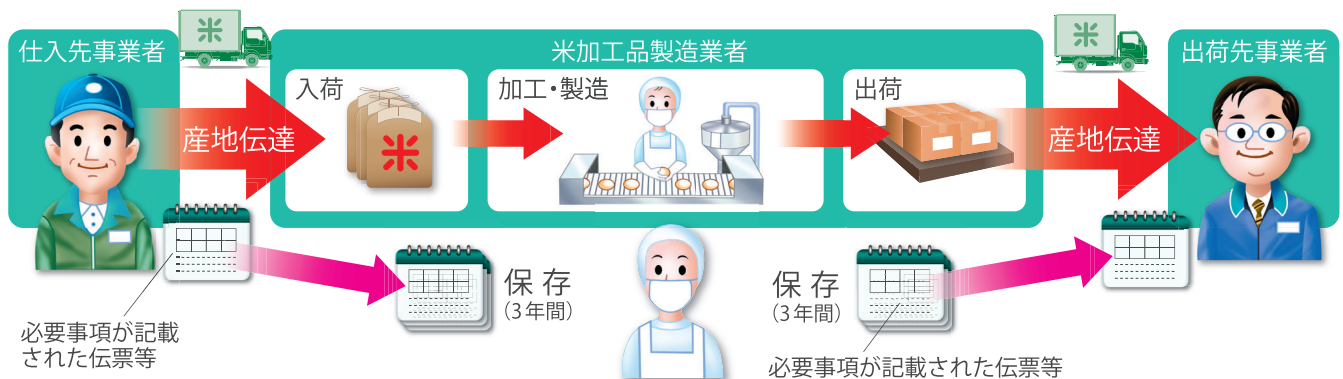 仕入先事業者
米
産地伝達
米加工品製造業者
入荷
米
加工・製造
出荷
米
産地伝達
出荷先事業者
必要事項が記載
された伝票等
保存
(3年間)
保存
(3年間)
必要事項が記載された伝票等